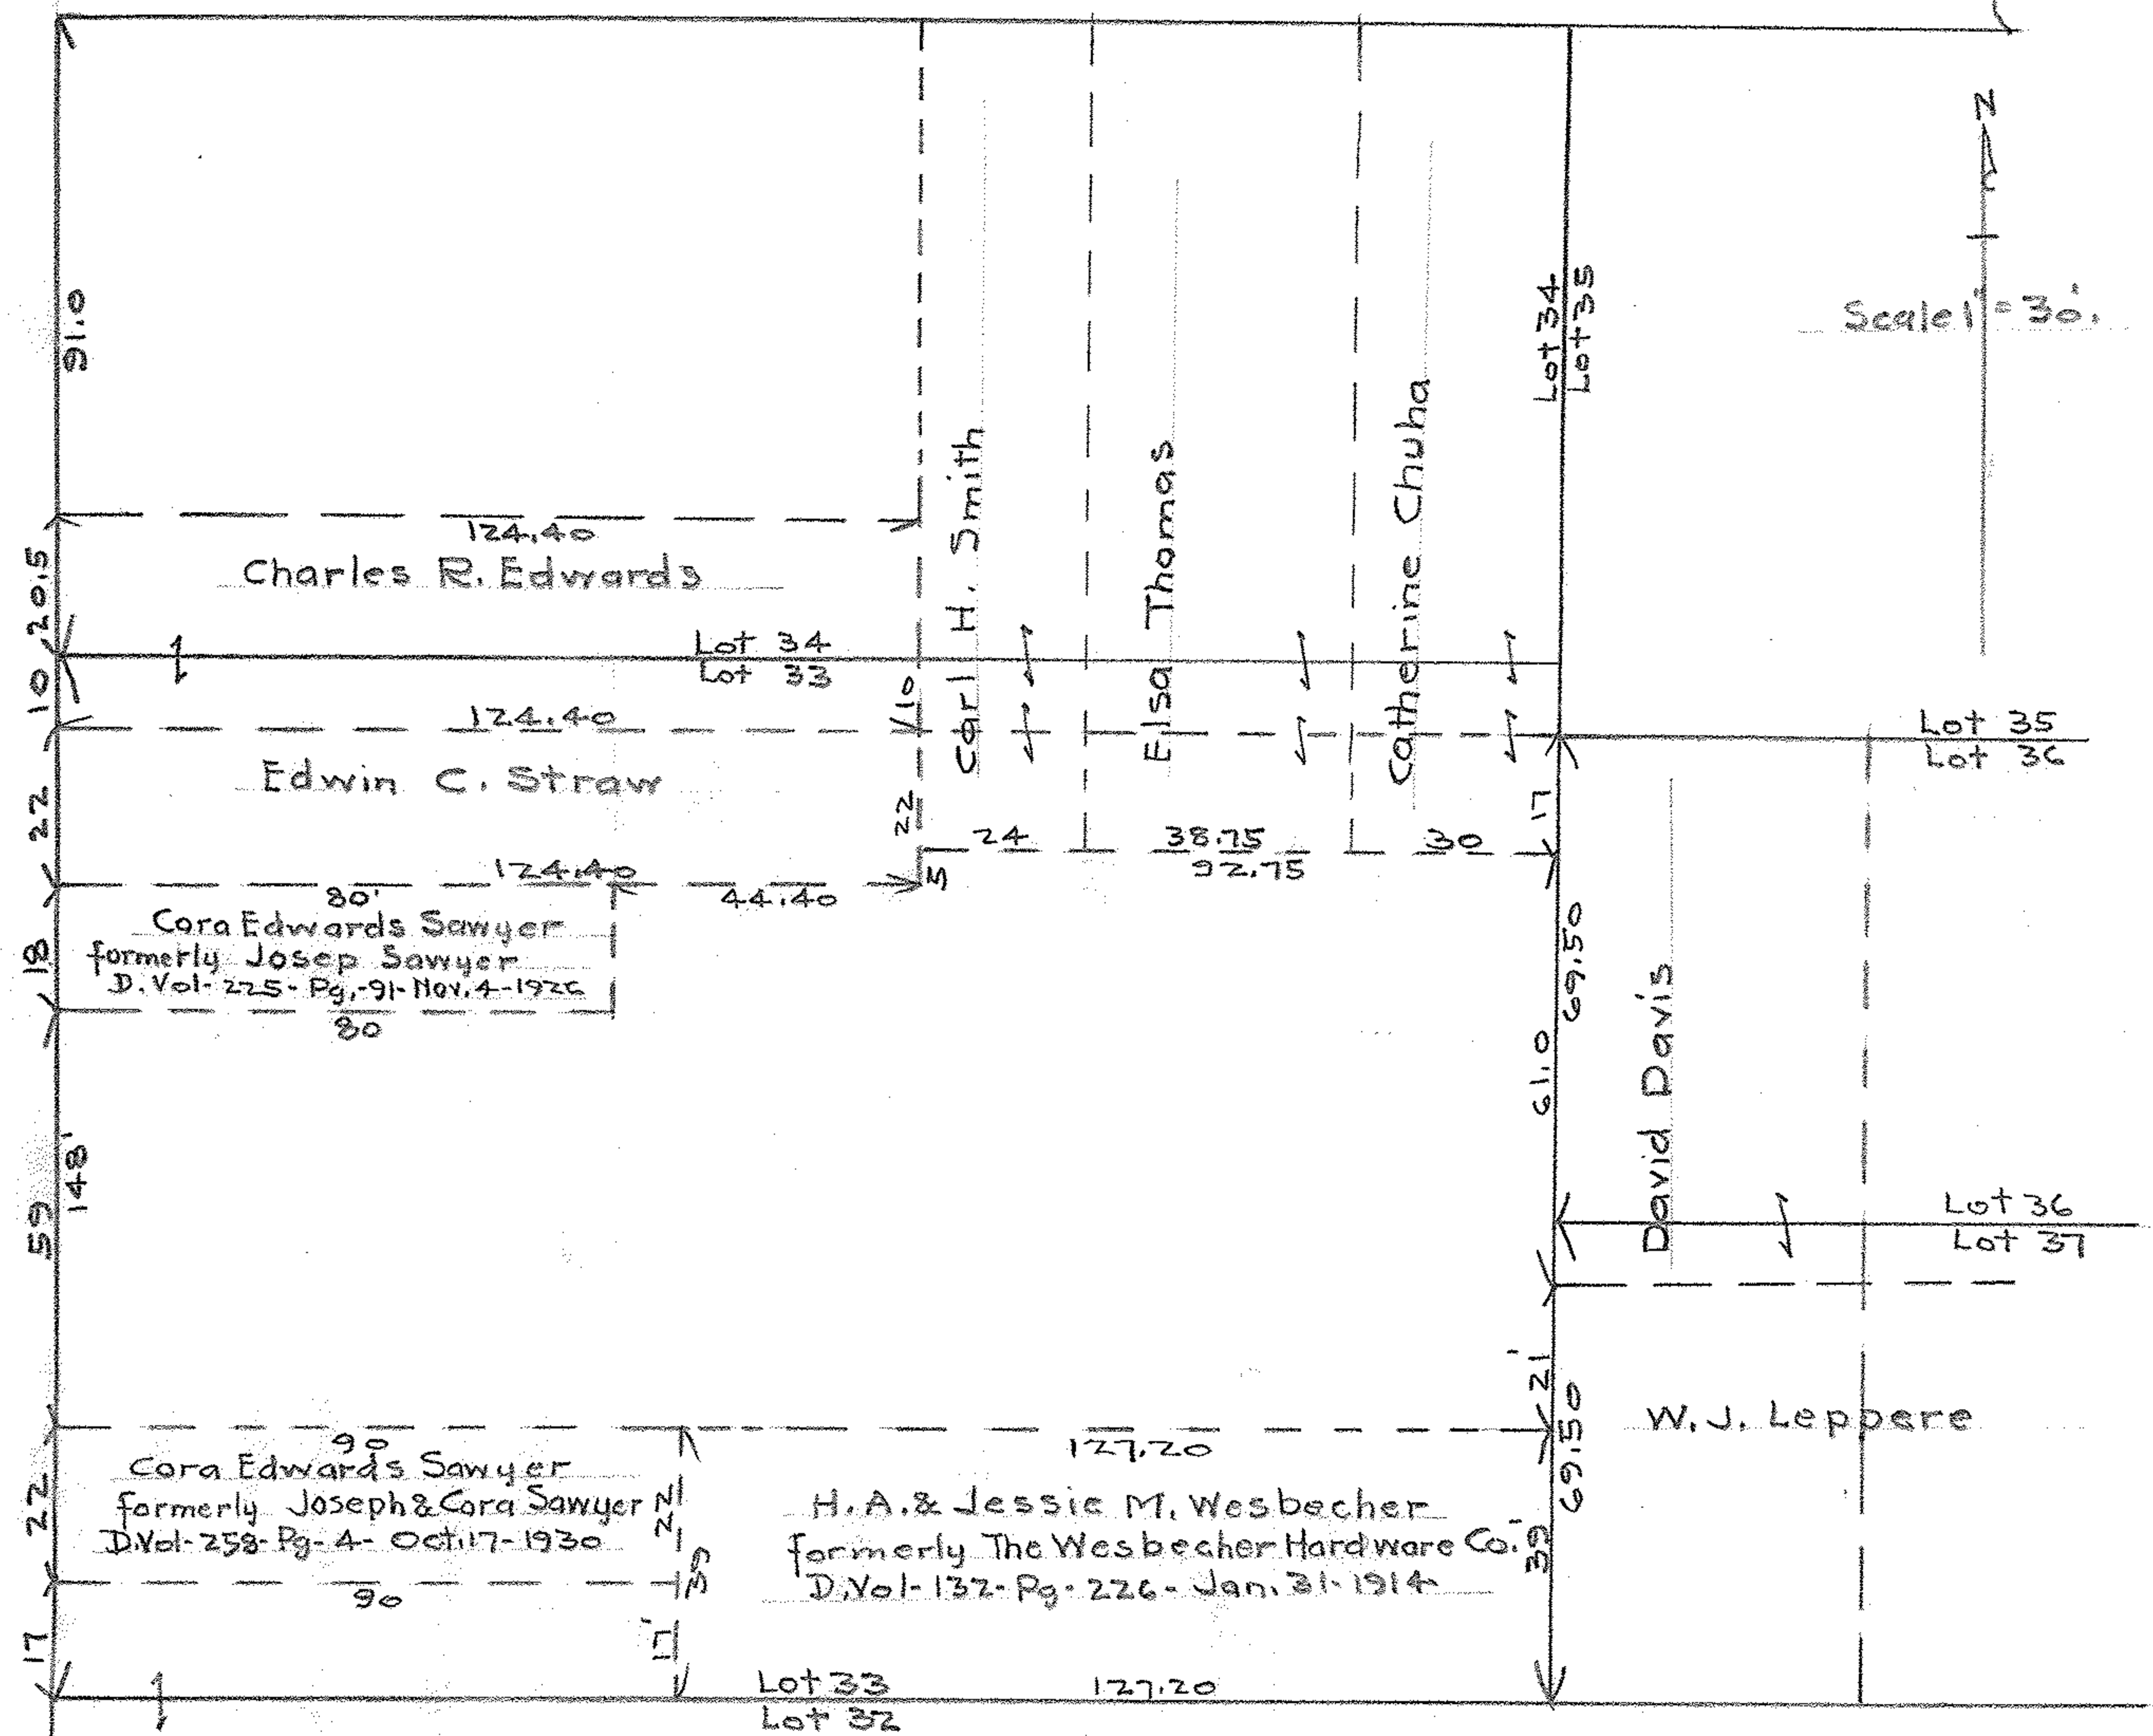 N
Scale 1" = 30'.
91.0
Lot 34
Lot 35
124.40
Charles R. Edwards
20.5
Carl H. Smith
Elsa Thomas
Catherine Chuha
Lot 34
Lot 33
10
10
124.40
Edwin C. Straw
22
22
Lot 35
Lot 36
17
24
38.75
30
92.75
5
124.40
80'
44.40
Cora Edwards Sawyer
formerly Josep Sawyer
D. Vol- 225- Pg,-91- Nov. 4-
18
80
69.50
61.0
David Davis
148'
59
Lot 36
Lot 37
21'
69.50
W. J. Leppere
90
127.20
Cora Edwards Sawyer
formerly Joseph & Cora Sawyer
D.Vol- 258- Pg- 4- Oct.17- 1930
22
22
39
H. A. & Jessie M. Wesbecher
formerly The Wesbecher Hardware Co.
D.Vol- 132- Pg- 226- Jan. 31- 1914
39'
90
17
17'
Lot 33
Lot 32
127.20